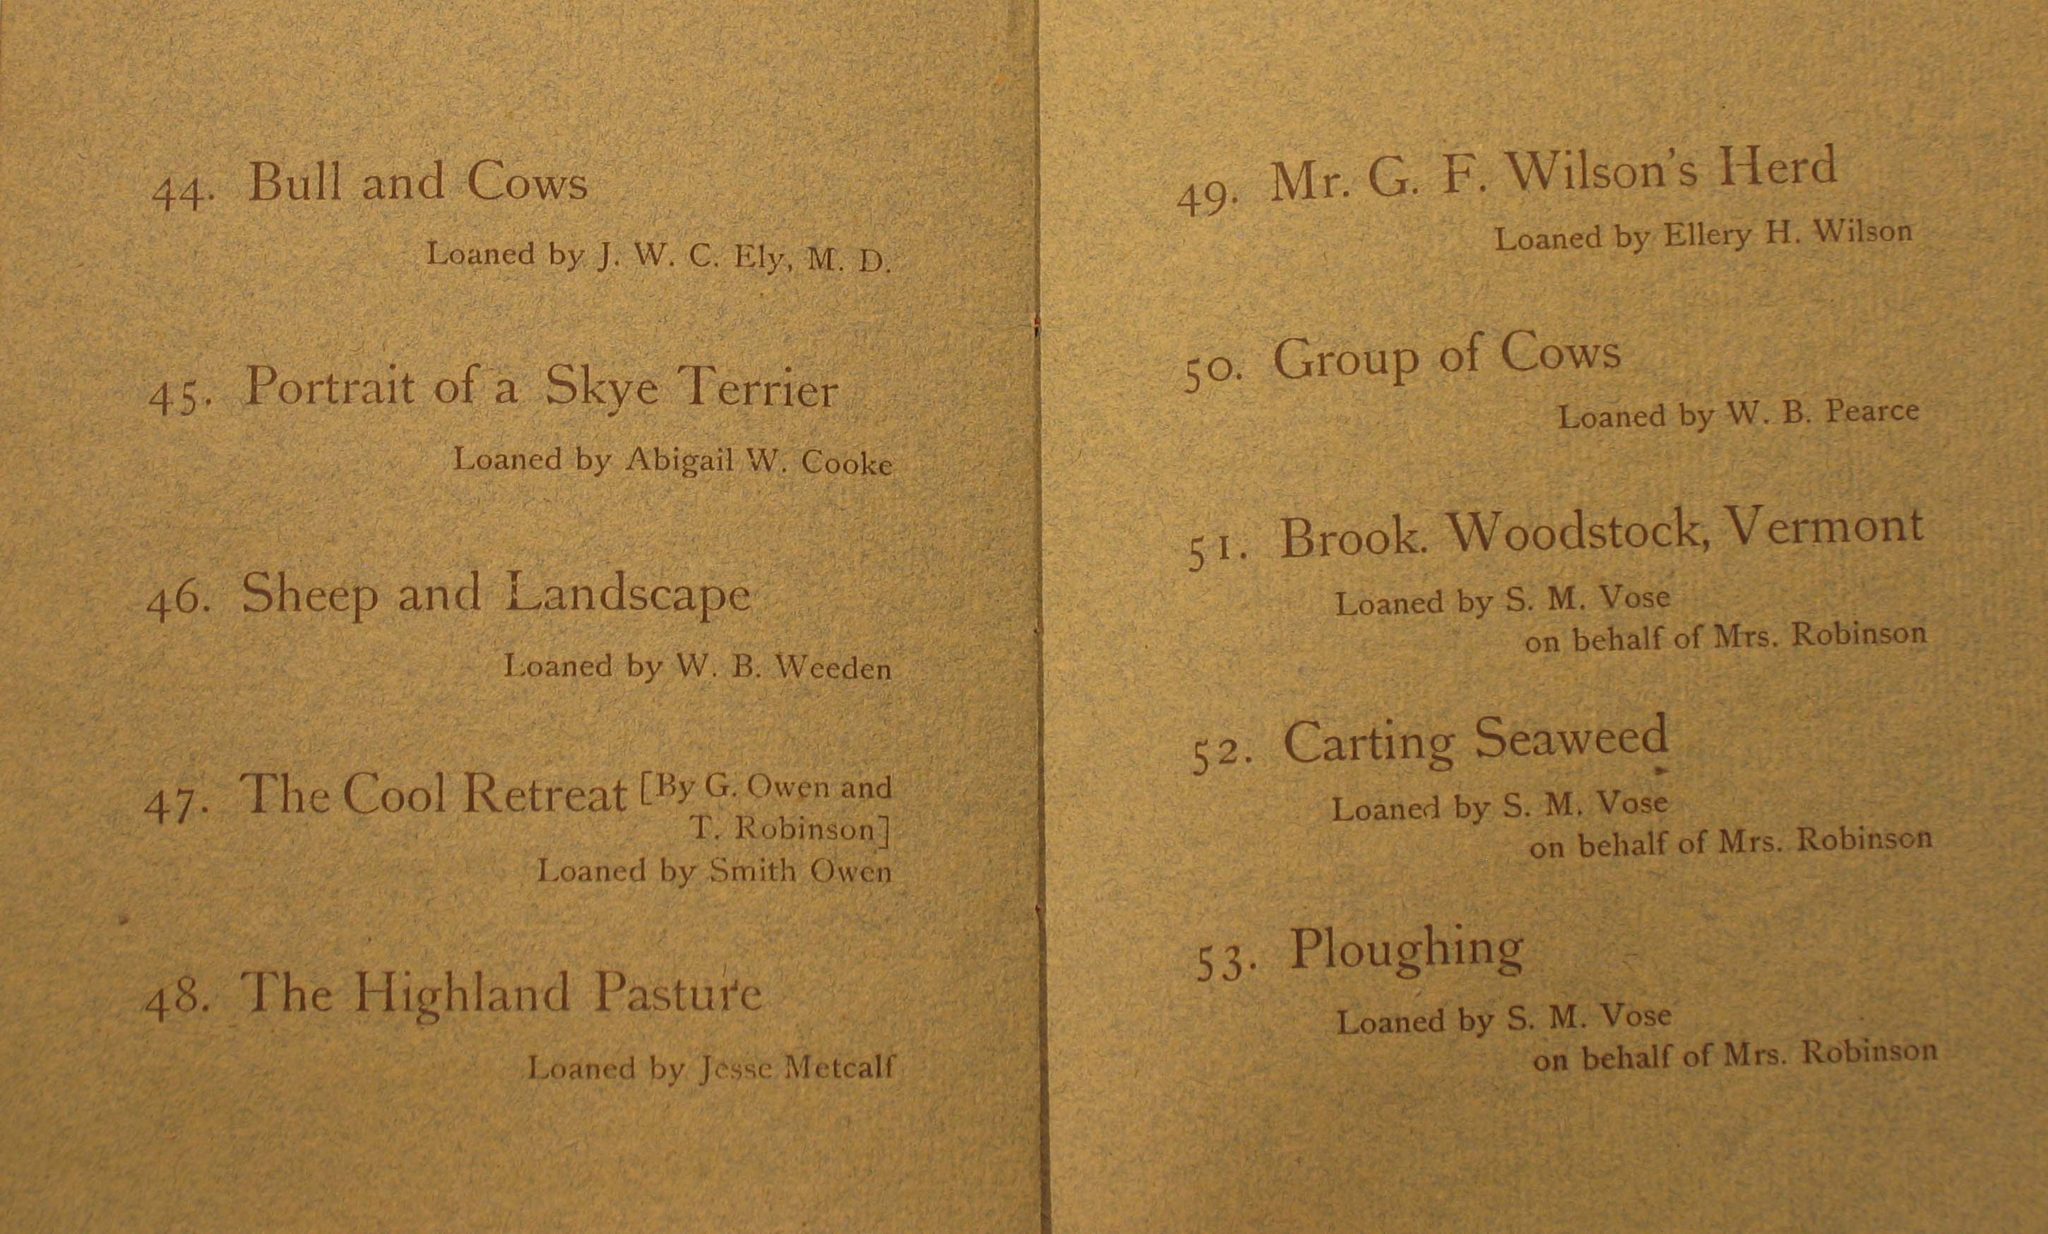 44. Bull and Cows
Loaned by J. W. C. Ely, M. D.
45. Portrait of a Skye Terrier
Loaned by Abigail W. Cooke
46. Sheep and Landscape
Loaned by W. B. Weeden
47. The Cool Retreat [By G. Owen and
T. Robinson]
Loaned by Smith Owen
48. The Highland Pasture
Loaned by Jesse Metcalf
49. Mr. G. F. Wilson's Herd
Loaned by Ellery H. Wilson
50. Group of Cows
Loaned by W. B. Pearce
51. Brook. Woodstock, Vermont
Loaned by S. M. Vose
on behalf of Mrs. Robinson
52. Carting Seaweed
Loaned by S. M. Vose
on behalf of Mrs. Robinson
53. Ploughing
Loaned by S. M. Vose
on behalf of Mrs. Robinson